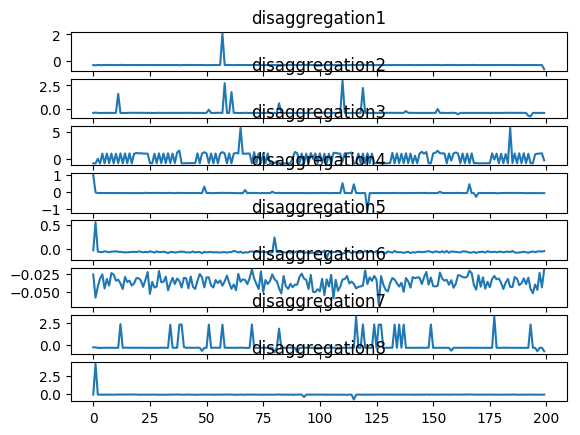 disaggregation1
2
0
disaggregation2
2.5
0.0
disaggregation3
5
0
disaggregation4
1
0
−1
disaggregation5
0.5
0.0
disaggregation6
−0.025
−0.050
disaggregation7
2.5
0.0
disaggregation8
2.5
0.0
0 25 50 75 100 125 150 175 200